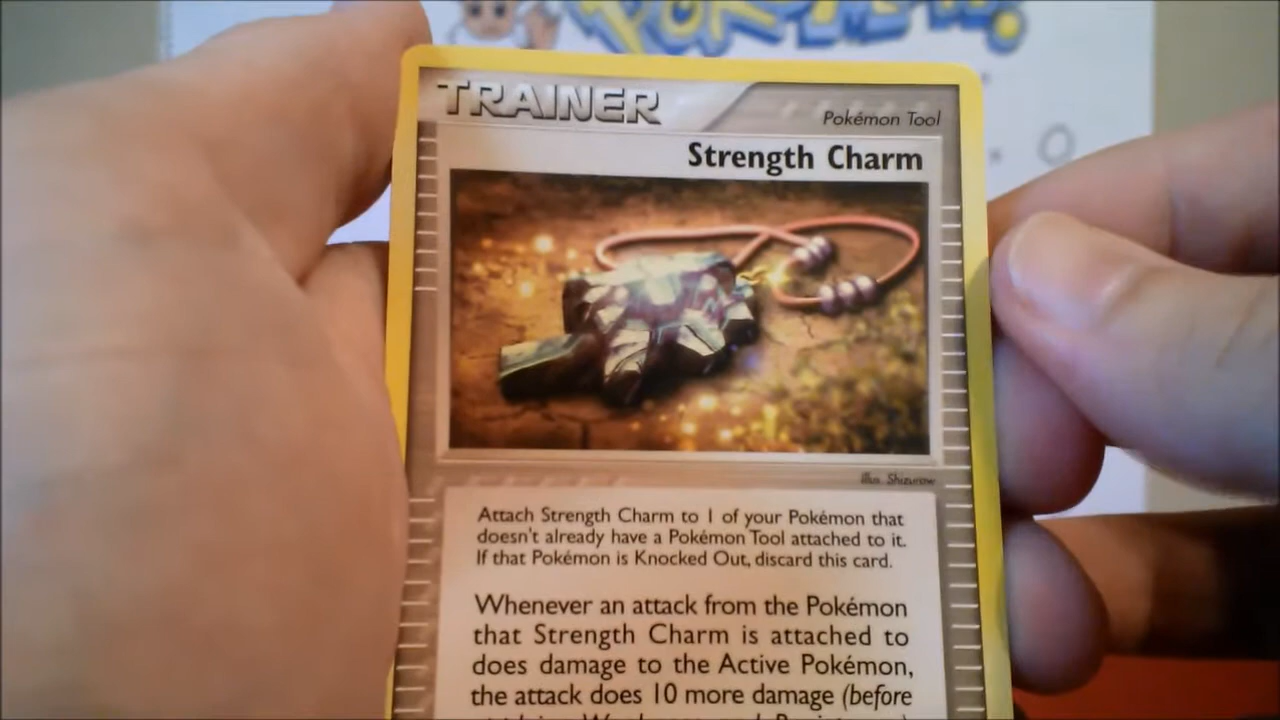 POKéMON!
TRAINER
Pokémon Tool
Strength Charm
illus. Shizurow
Attach Strength Charm to 1 of your Pokémon that
doesn't already have a Pokémon Tool attached to it.
If that Pokémon is Knocked Out, discard this card.
Whenever an attack from the Pokémon
that Strength Charm is attached to
does damage to the Active Pokémon,
the attack does 10 more damage (before